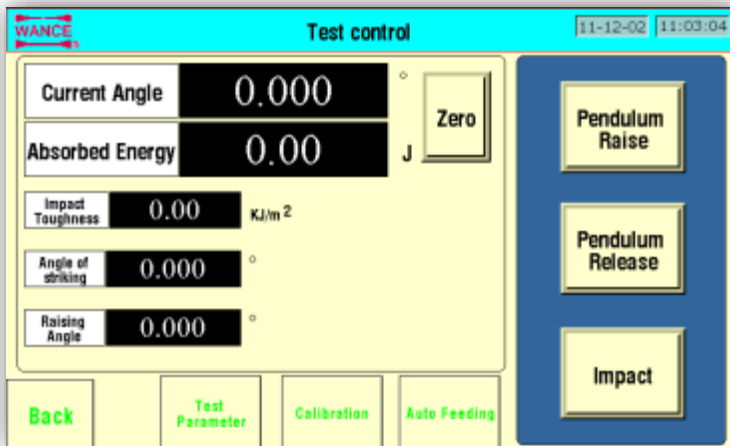 WANCE
Test control
11-12-02 11:03:04
Current Angle 0.000 °
Zero
Absorbed Energy 0.00 J
Impact
Toughness
0.00 KJ/m²
Angle of
striking
0.000 °
Raising
Angle
0.000 °
Pendulum
Raise
Pendulum
Release
Impact
Back
Test
Parameter
Calibration
Auto Feeding